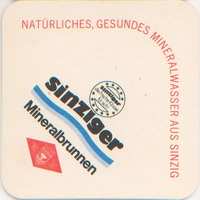 NATÜRLICHES, GESUNDES MINERALWASSER AUS SINZIG
sinziger
Mineralbrunnen